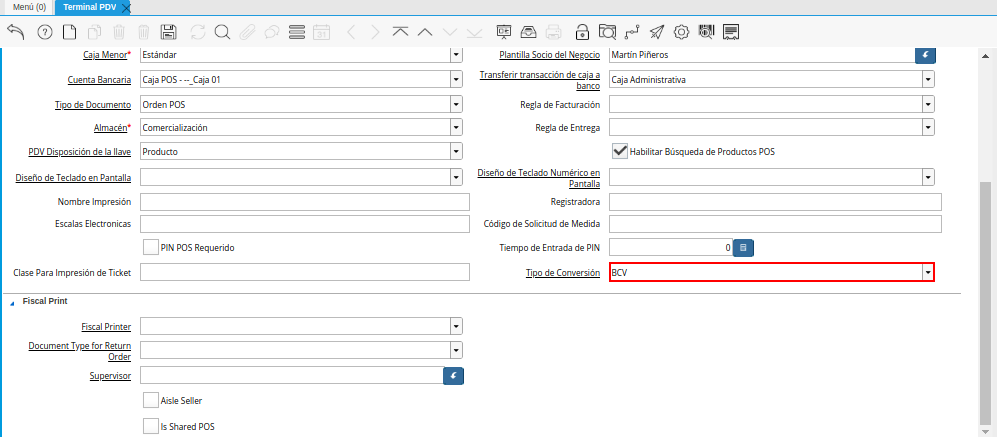 Menú (0) Terminal PDV
31
Caja Menor* Estándar Plantilla Socio del Negocio Martín Piñeros
Cuenta Bancaria Caja POS - --_Caja 01 Transferir transacción de caja a banco Caja Administrativa
Tipo de Documento Orden POS Regla de Facturación
Almacén* Comercialización Regla de Entrega
PDV Disposición de la llave Producto Habilitar Búsqueda de Productos POS
Diseño de Teclado en Pantalla Diseño de Teclado Numérico en Pantalla
Nombre Impresión Registradora
Escalas Electronicas Código de Solicitud de Medida
PIN POS Requerido Tiempo de Entrada de PIN 0
Clase Para Impresión de Ticket Tipo de Conversión BCV
Fiscal Print
Fiscal Printer
Document Type for Return
Order
Supervisor
Aisle Seller
Is Shared POS